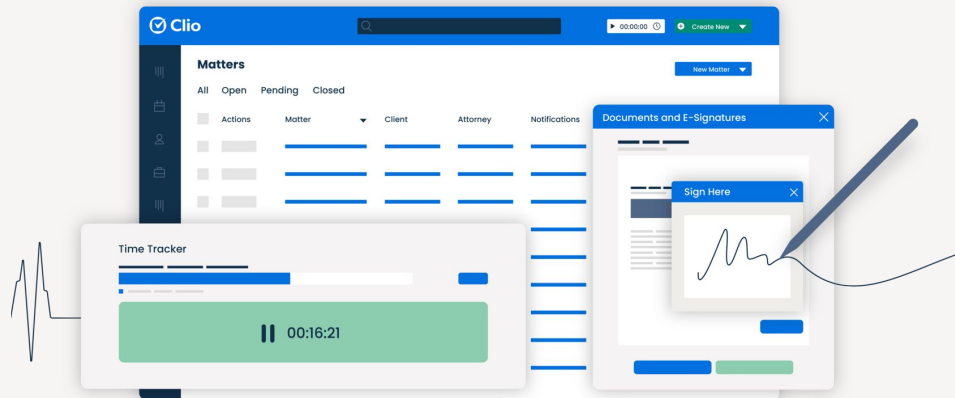 Clio
00:00:00
Create New
Matters
New Matter
All Open Pending Closed
Actions Matter Client Attorney Notifications
Documents and E-Signatures
Sign Here
Time Tracker
00:16:21